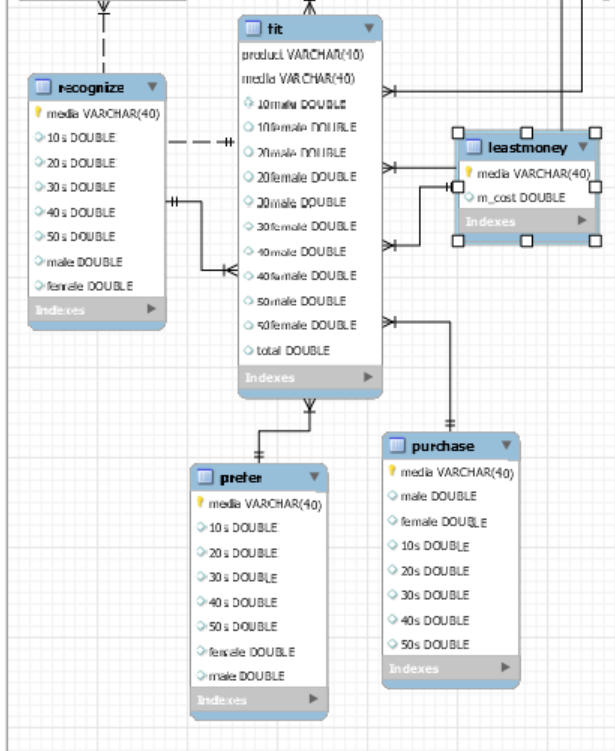 fit
product VARCHAR(40)
media VARCHAR(40)
10male DOUBLE
10female DOUBLE
20male DOUBLE
20female DOUBLE
30male DOUBLE
30female DOUBLE
40male DOUBLE
40female DOUBLE
50male DOUBLE
50female DOUBLE
total DOUBLE
Indexes
recognize
media VARCHAR(40)
10s DOUBLE
20s DOUBLE
30s DOUBLE
40s DOUBLE
50s DOUBLE
male DOUBLE
female DOUBLE
Indexes
leastmoney
media VARCHAR(40)
m_cost DOUBLE
Indexes
prefer
media VARCHAR(40)
10s DOUBLE
20s DOUBLE
30s DOUBLE
40s DOUBLE
50s DOUBLE
female DOUBLE
male DOUBLE
Indexes
purchase
media VARCHAR(40)
male DOUBLE
female DOUBLE
10s DOUBLE
20s DOUBLE
30s DOUBLE
40s DOUBLE
50s DOUBLE
Indexes